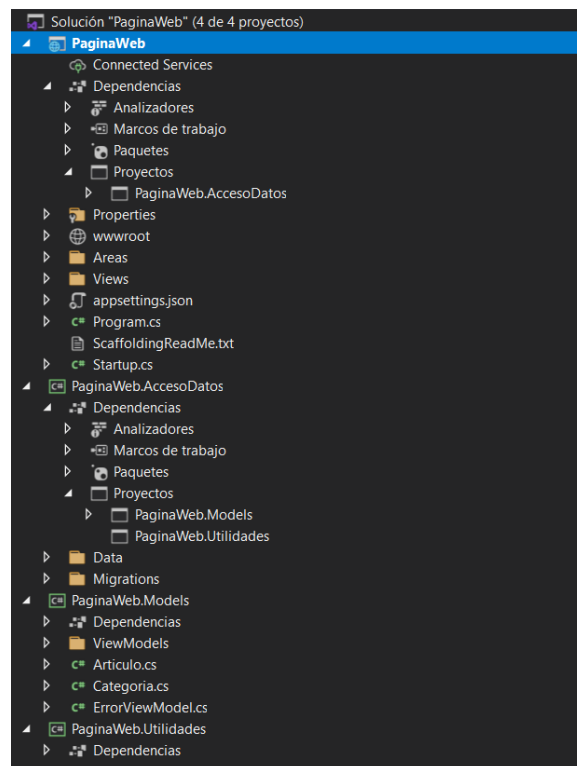 Solución "PaginaWeb" (4 de 4 proyectos)
PaginaWeb
Connected Services
Dependencias
Analizadores
Marcos de trabajo
Paquetes
Proyectos
PaginaWeb.AccesoDatos
Properties
wwwroot
Areas
Views
appsettings.json
C# Program.cs
ScaffoldingReadMe.txt
C# Startup.cs
C# PaginaWeb.AccesoDatos
Dependencias
Analizadores
Marcos de trabajo
Paquetes
Proyectos
PaginaWeb.Models
PaginaWeb.Utilidades
Data
Migrations
C# PaginaWeb.Models
Dependencias
ViewModels
C# Articulo.cs
C# Categoria.cs
C# ErrorViewModel.cs
C# PaginaWeb.Utilidades
Dependencias